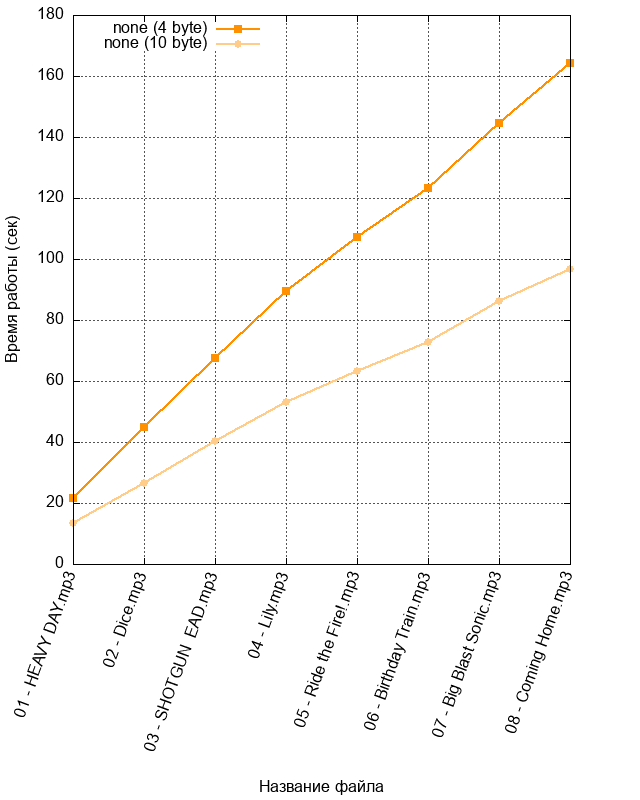 none (4 byte)
none (10 byte)
180
160
140
120
100
80
60
40
20
0
Время работы (сек)
01 - HEAVY DAY.mp3
02 - Dice.mp3
03 - SHOTGUN  EAD.mp3
04 - Lily.mp3
05 - Ride the Fire!.mp3
06 - Birthday Train.mp3
07 - Big Blast Sonic.mp3
08 - Coming Home.mp3
Название файла